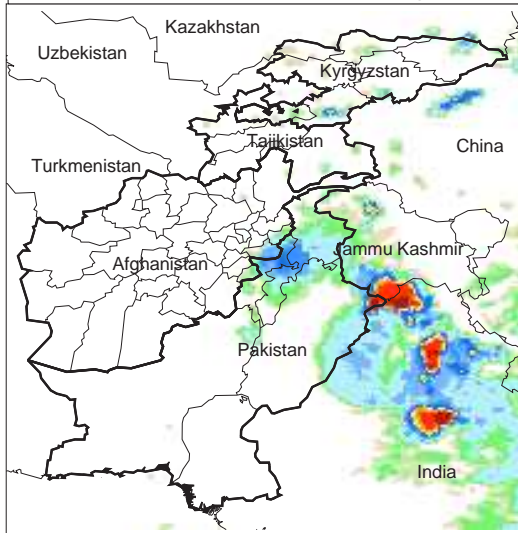 Kazakhstan
Uzbekistan
Kyrgyzstan
Tajikistan
China
Turkmenistan
Jammu Kashmir
Afghanistan
Pakistan
India